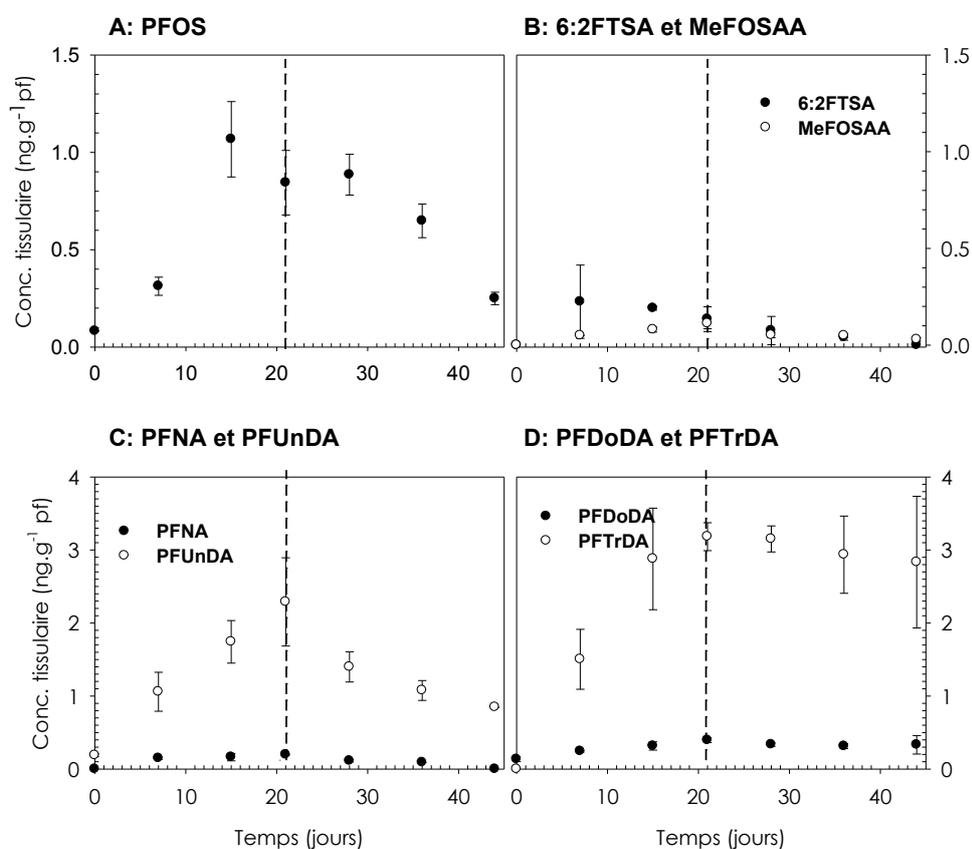 A: PFOS
B: 6:2FTSA et MeFOSAA
Conc. tissulaire (ng.g⁻¹ pf)
1.5
1.0
0.5
0.0
0 10 20 30 40
6:2FTSA
MeFOSAA
1.5
1.0
0.5
0.0
0 10 20 30 40
C: PFNA et PFUnDA
D: PFDoDA et PFTrDA
Conc. tissulaire (ng.g⁻¹ pf)
4
3
2
1
0
PFNA
PFUnDA
0 10 20 30 40
Temps (jours)
PFDoDA
PFTrDA
4
3
2
1
0
0 10 20 30 40
Temps (jours)